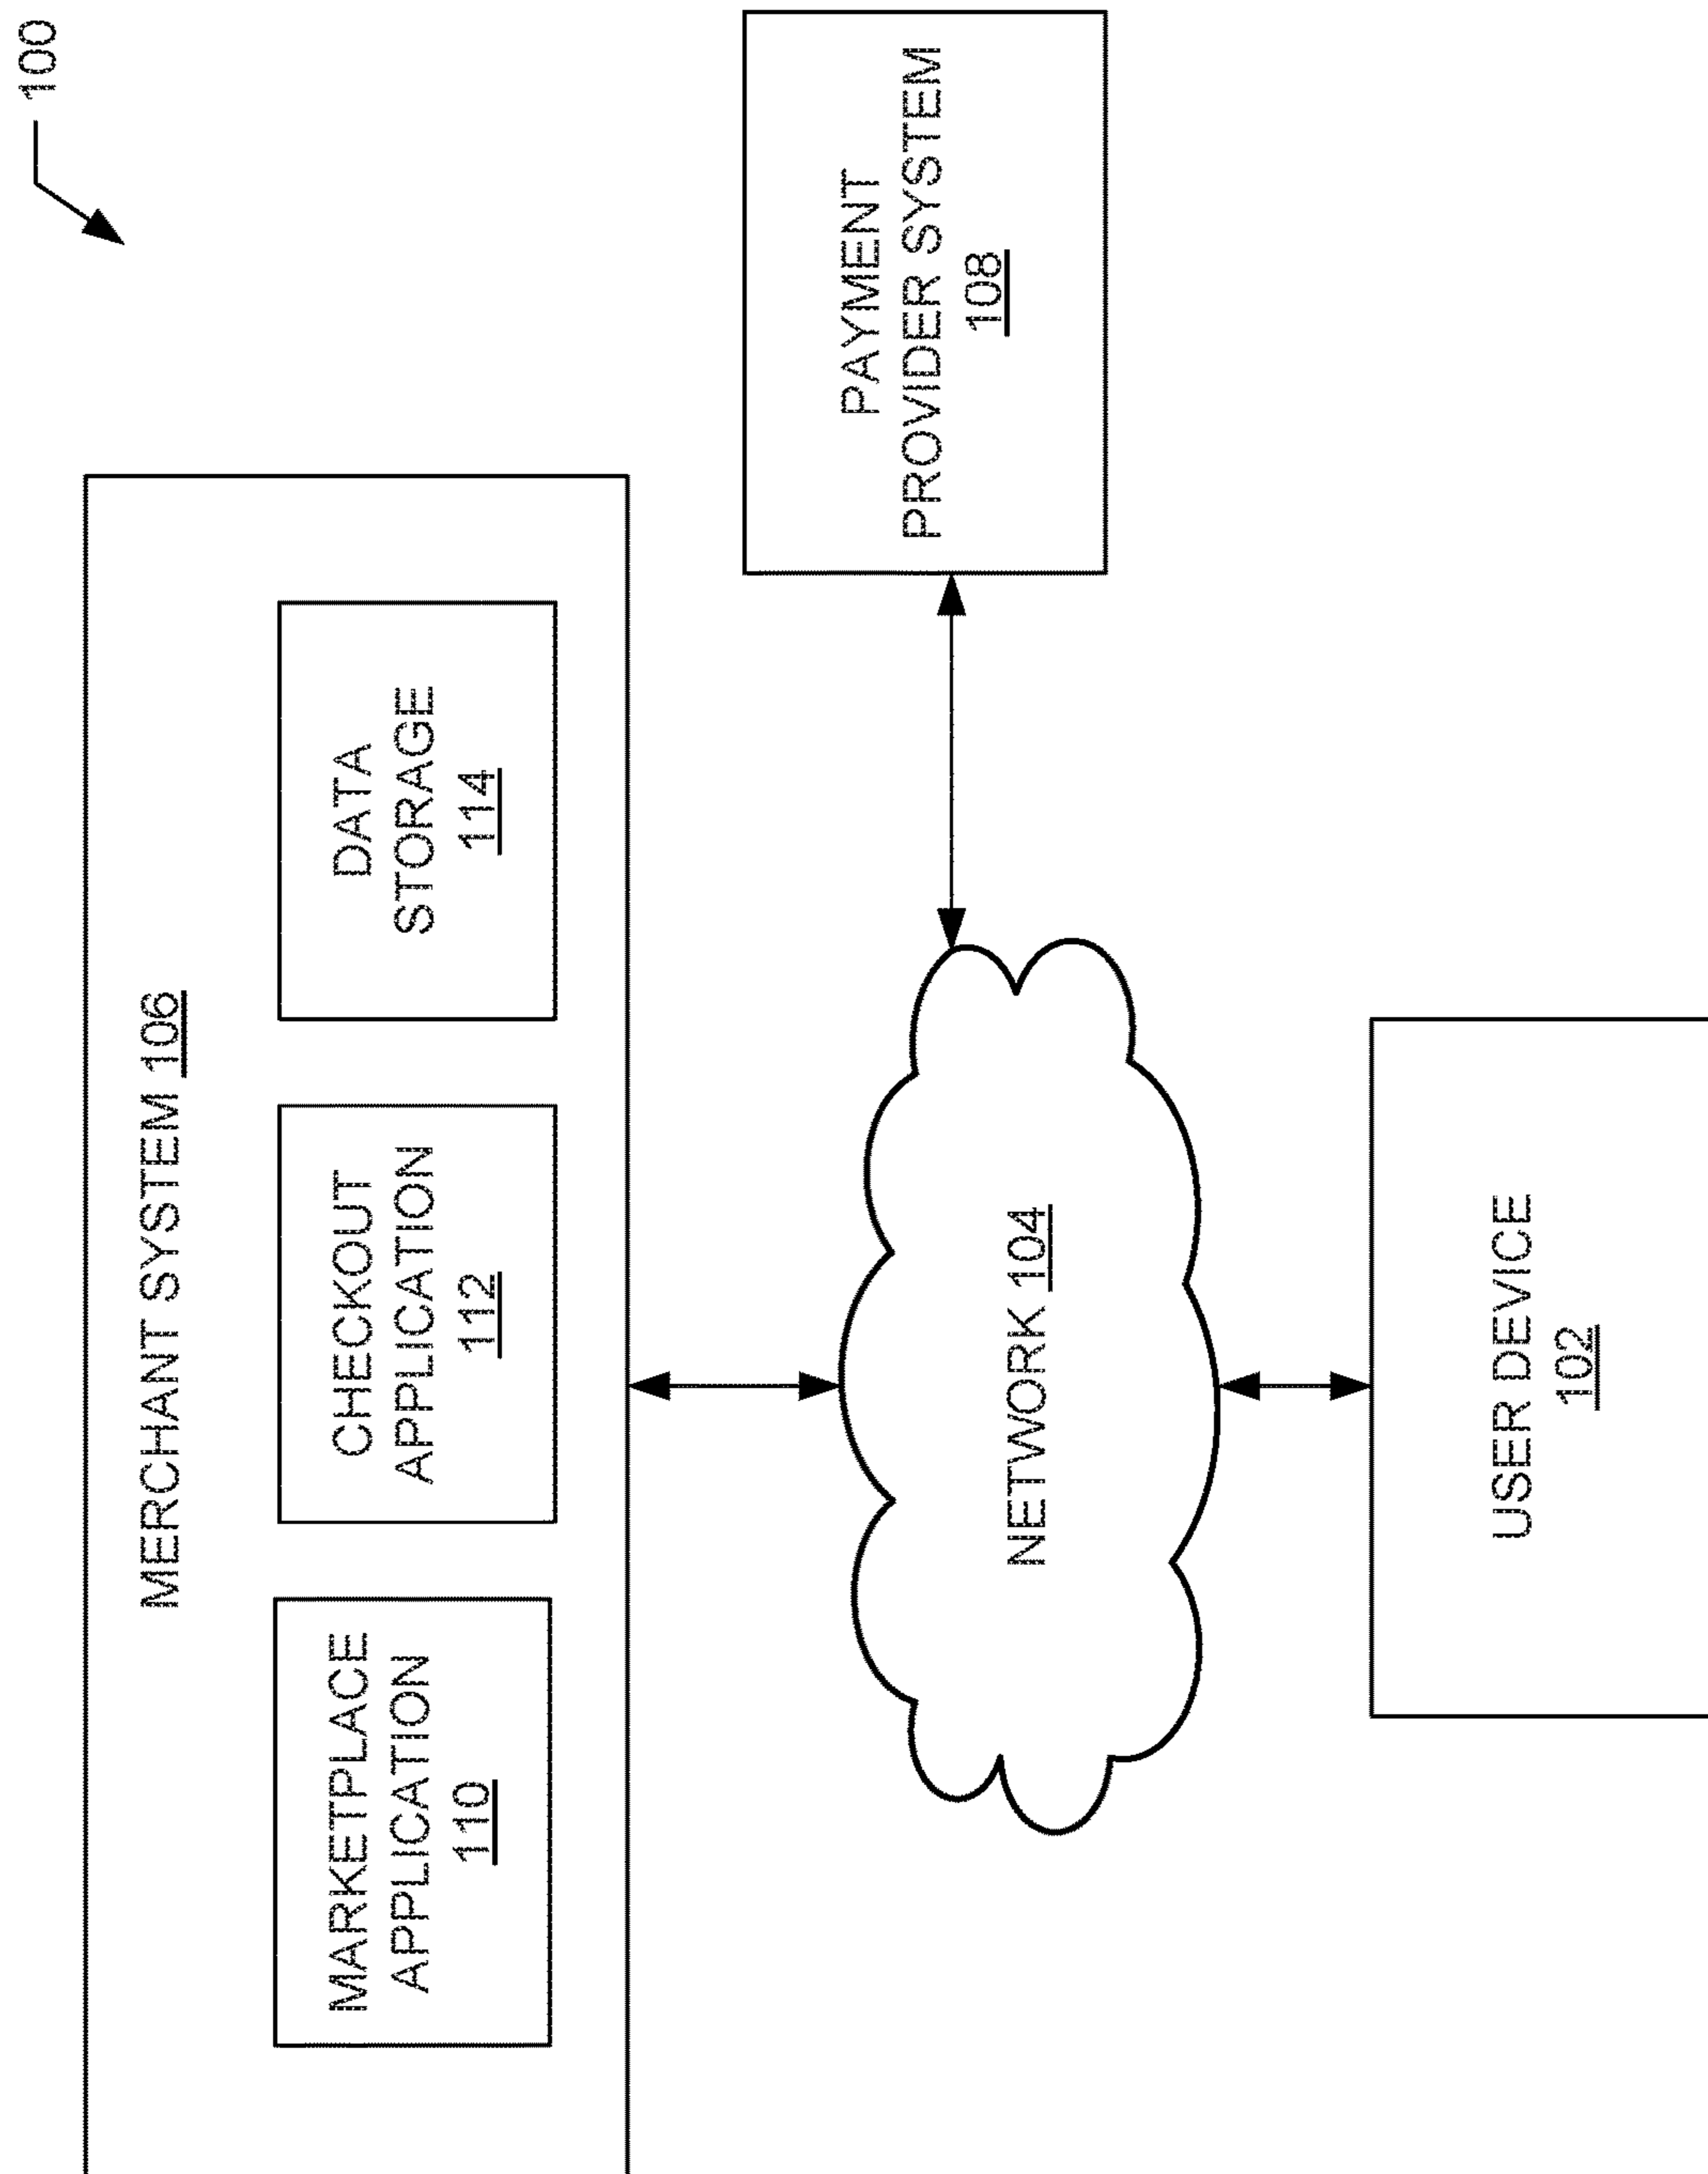 100
MERCHANT SYSTEM 106
MARKETPLACE
APPLICATION
110
CHECKOUT
APPLICATION
112
DATA
STORAGE
114
PAYMENT
PROVIDER SYSTEM
108
NETWORK 104
USER DEVICE
102